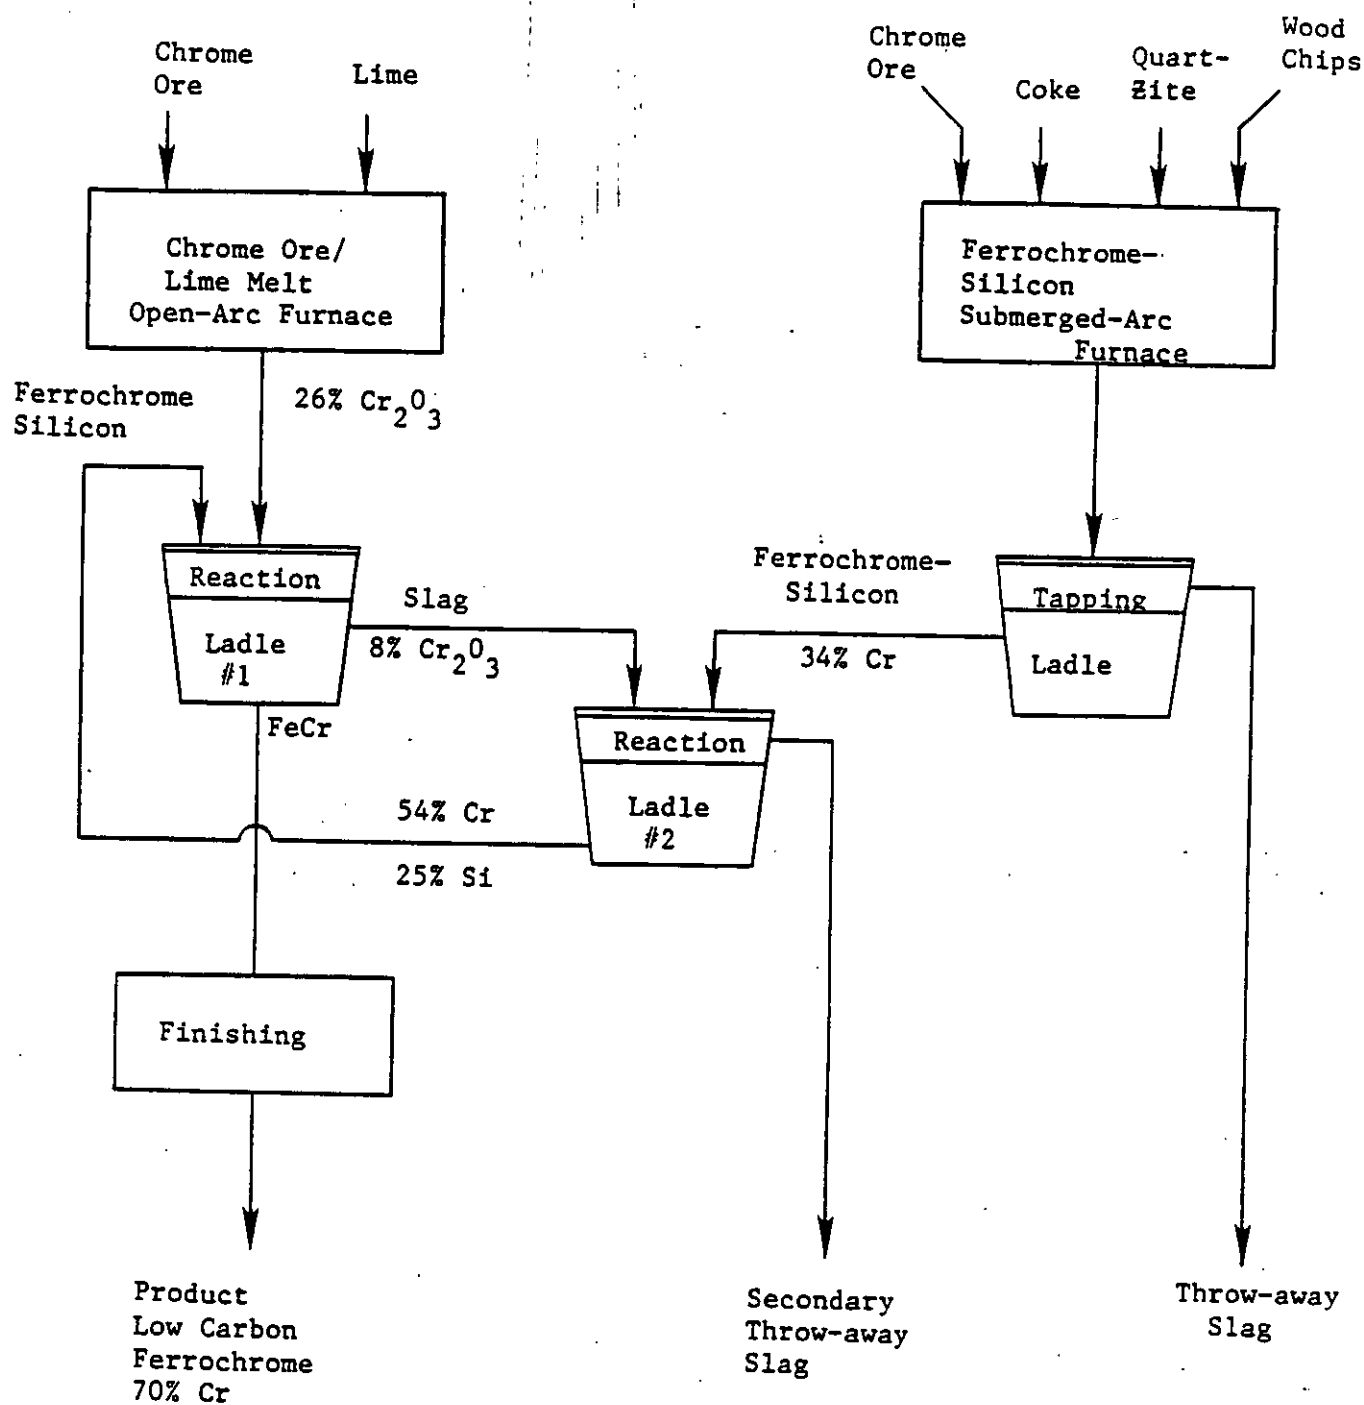 Chrome
Ore
Lime
Chrome
Ore
Coke
Quart-
Zite
Wood
Chips
Chrome Ore/
Lime Melt
Open-Arc Furnace
Ferrochrome-
Silicon
Submerged-Arc
Furnace
Ferrochrome
Silicon
26% Cr2O3
Reaction
Ladle
#1
Slag
8% Cr2O3
Ferrochrome-
Silicon
34% Cr
Tapping
Ladle
FeCr
Reaction
Ladle
#2
54% Cr
25% Si
Finishing
Product
Low Carbon
Ferrochrome
70% Cr
Secondary
Throw-away
Slag
Throw-away
Slag